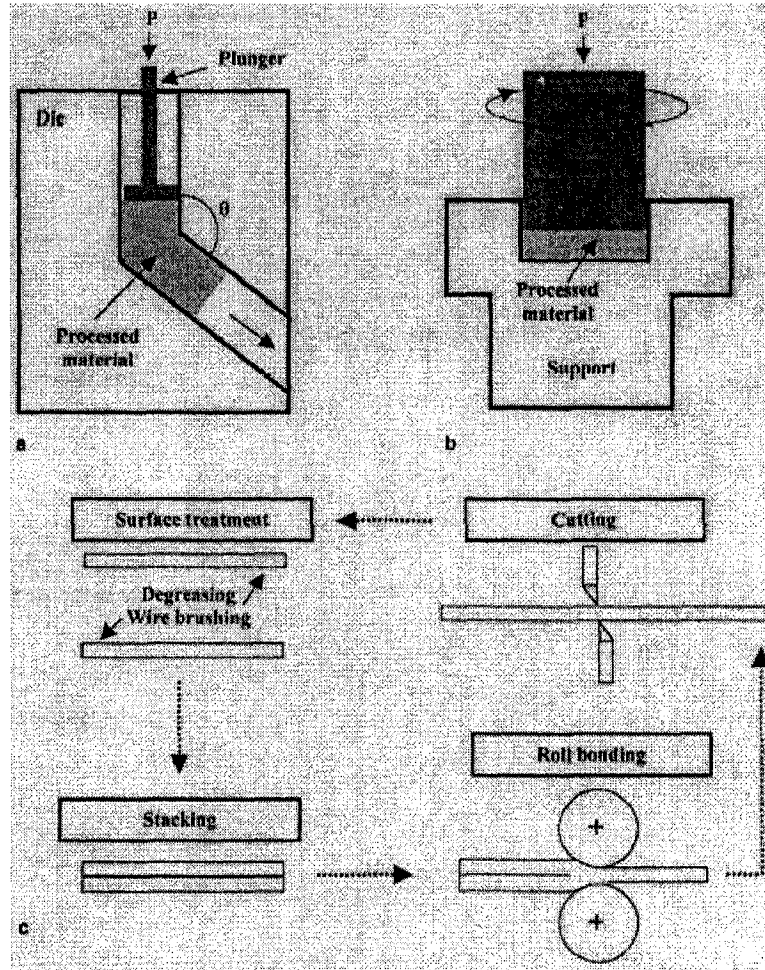 P
Plunger
Die
θ
Processed
material
a
P
Processed
material
Support
b
Surface treatment
Degreasing
Wire brushing
Cutting
Stacking
Roll bonding
+
+
c